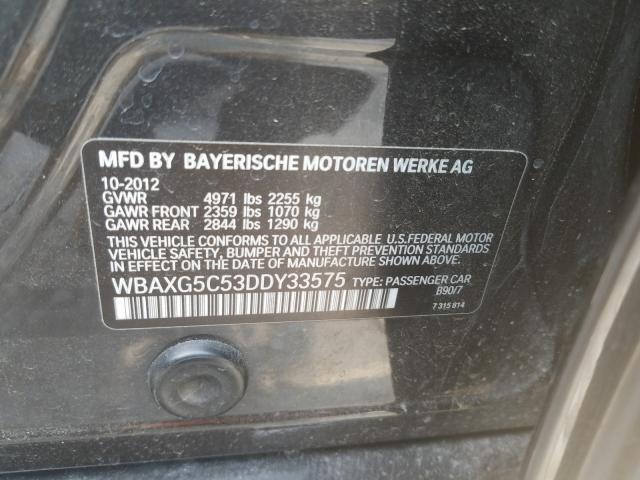 MFD BY BAYERISCHE MOTOREN WERKE AG
10-2012
GVWR 4971 lbs 2255 kg
GAWR FRONT 2359 lbs 1070 kg
GAWR REAR 2844 lbs 1290 kg
THIS VEHICLE CONFORMS TO ALL APPLICABLE U.S.FEDERAL MOTOR
VEHICLE SAFETY, BUMPER AND THEFT PREVENTION STANDARDS
IN EFFECT ON THE DATE OF MANUFACTURE SHOWN ABOVE.
WBAXG5C53DDY33575 TYPE: PASSENGER CAR
B90/7
7 315 814